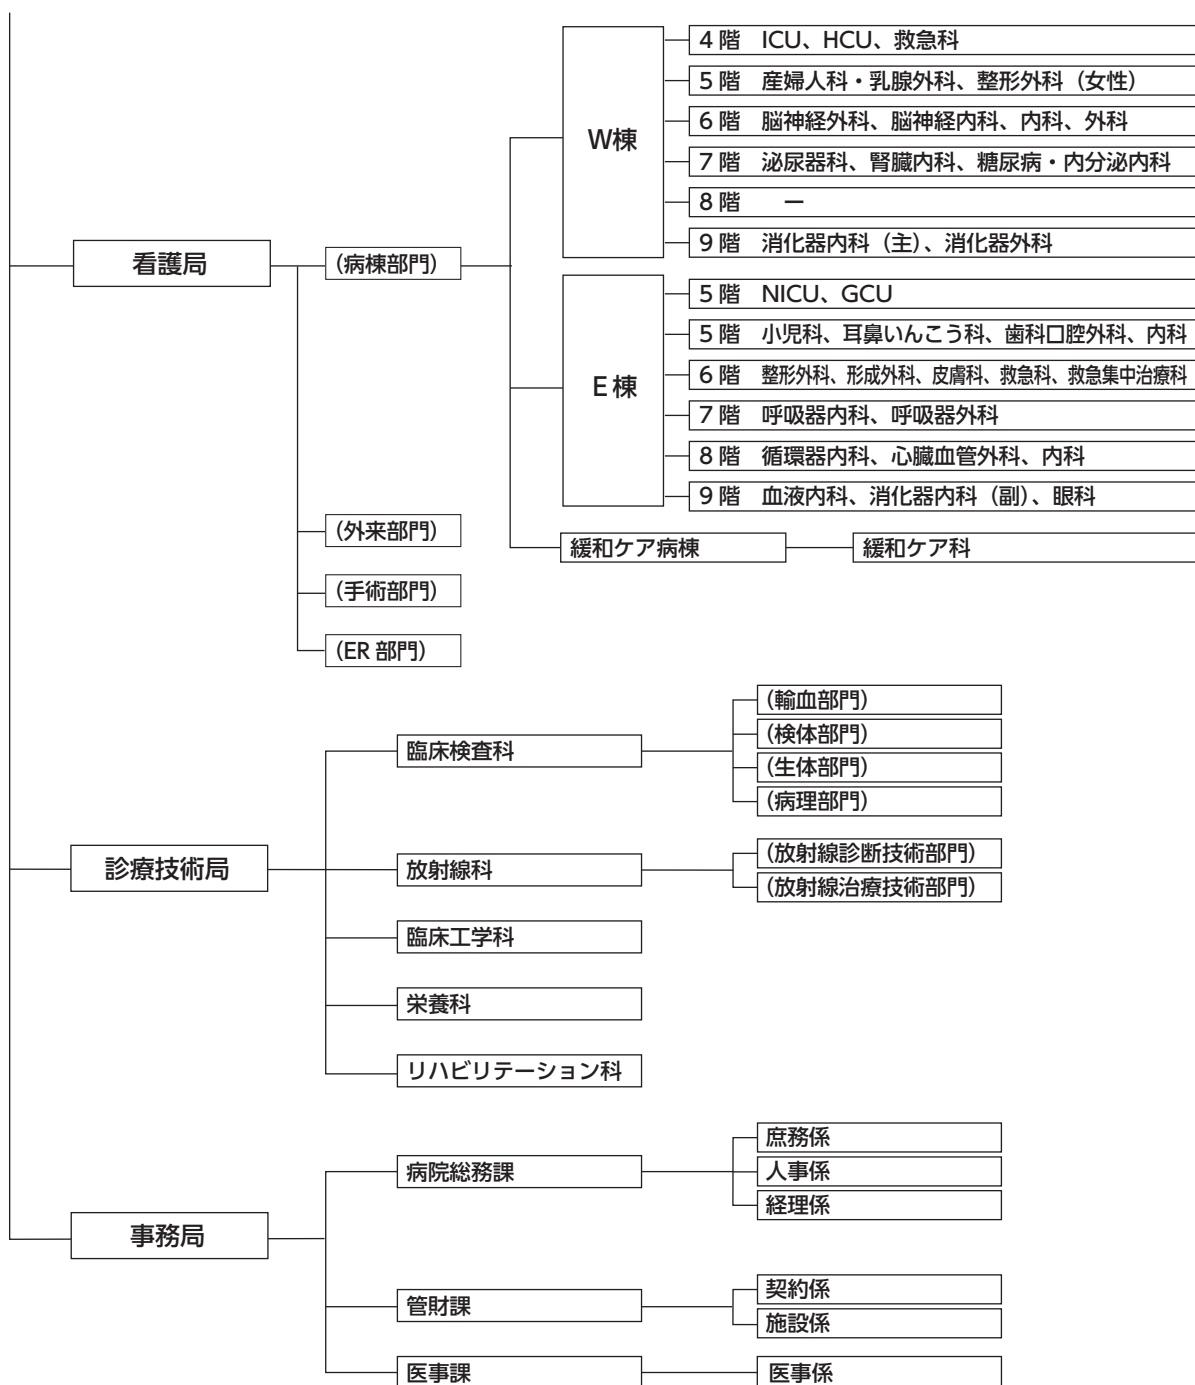 看護局
(病棟部門)
W棟
4階 ICU、HCU、救急科
5階 産婦人科・乳腺外科、整形外科（女性）
6階 脳神経外科、脳神経内科、内科、外科
7階 泌尿器科、腎臓内科、糖尿病・内分泌内科
8階 ー
9階 消化器内科（主）、消化器外科
E棟
5階 NICU、GCU
5階 小児科、耳鼻いんこう科、歯科口腔外科、内科
6階 整形外科、形成外科、皮膚科、救急科、救急集中治療科
7階 呼吸器内科、呼吸器外科
8階 循環器内科、心臓血管外科、内科
9階 血液内科、消化器内科（副）、眼科
緩和ケア病棟
緩和ケア科
(外来部門)
(手術部門)
(ER 部門)
診療技術局
臨床検査科
(輸血部門)
(検体部門)
(生体部門)
(病理部門)
放射線科
(放射線診断技術部門)
(放射線治療技術部門)
臨床工学科
栄養科
リハビリテーション科
事務局
病院総務課
庶務係
人事係
経理係
管財課
契約係
施設係
医事課
医事係